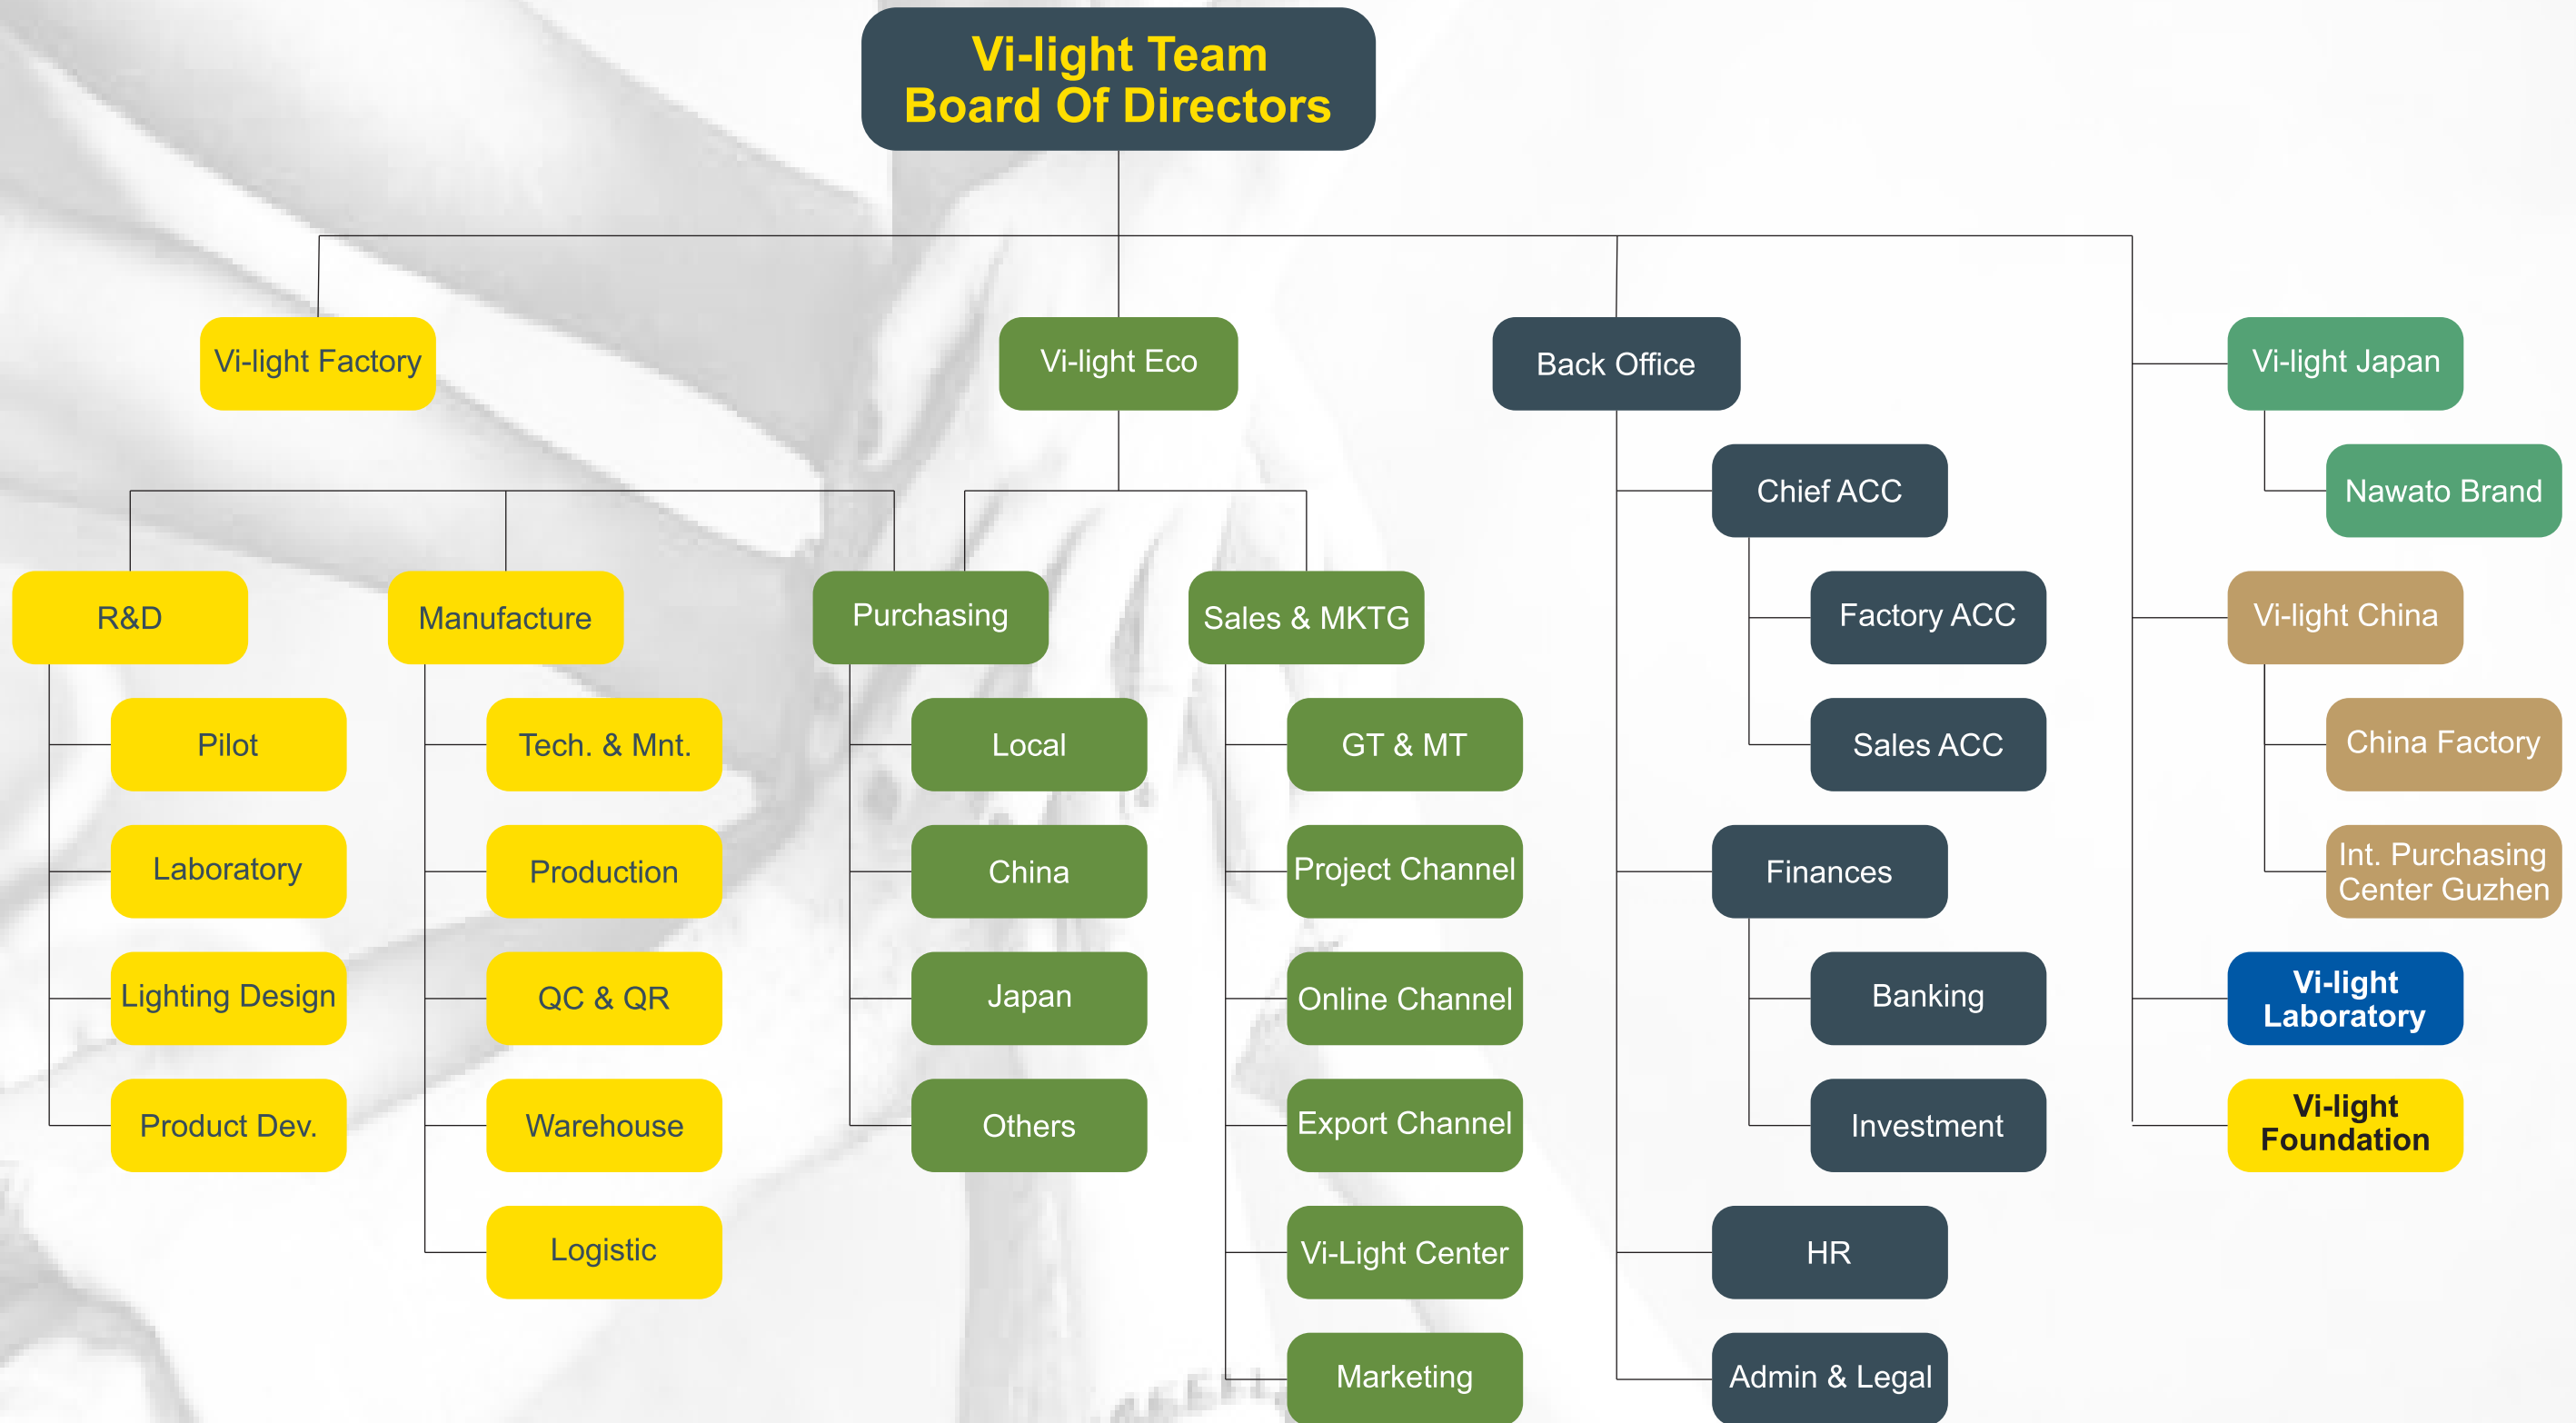 Vi-light Team
Board Of Directors
Vi-light Factory
Vi-light Eco
Back Office
Vi-light Japan
Chief ACC
Nawato Brand
R&D
Manufacture
Purchasing
Sales & MKTG
Factory ACC
Vi-light China
Pilot
Tech. & Mnt.
Local
GT & MT
Sales ACC
China Factory
Laboratory
Production
China
Project Channel
Finances
Int. Purchasing
Center Guzhen
Lighting Design
QC & QR
Japan
Online Channel
Banking
Vi-light
Laboratory
Product Dev.
Warehouse
Others
Export Channel
Investment
Vi-light
Foundation
Logistic
Vi-Light Center
HR
Marketing
Admin & Legal